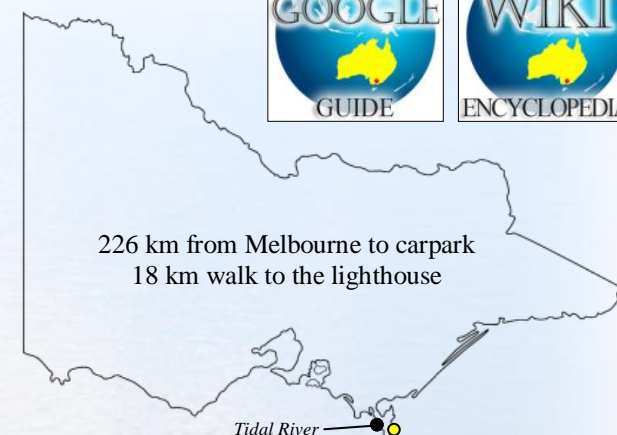 GOOGLE
GUIDE
WIKI
ENCYCLOPEDIA
226 km from Melbourne to carpark
18 km walk to the lighthouse
Tidal River